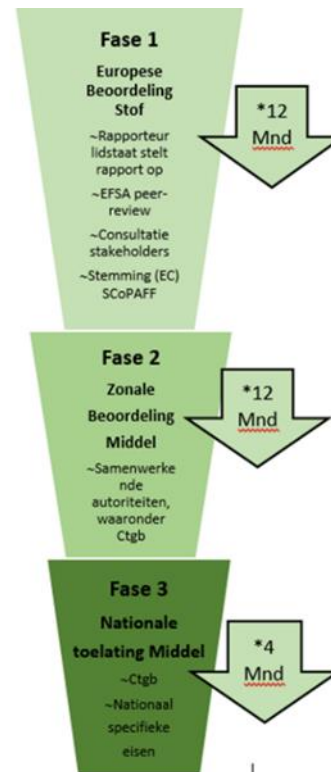 Fase 1
Europese
Beoordeling
Stof
~Rapporteur
lidstaat stelt
rapport op
~EFSA peer-
review
~Consultatie
stakeholders
~Stemming (EC)
SCoPAFF
*12
Mnd
Fase 2
Zonale
Beoordeling
Middel
~Samenwerke
nde
autoriteiten,
waaronder
Ctgb
*12
Mnd
Fase 3
Nationale
toelating Middel
~Ctgb
~Nationaal
specifieke
eisen
*4
Mnd